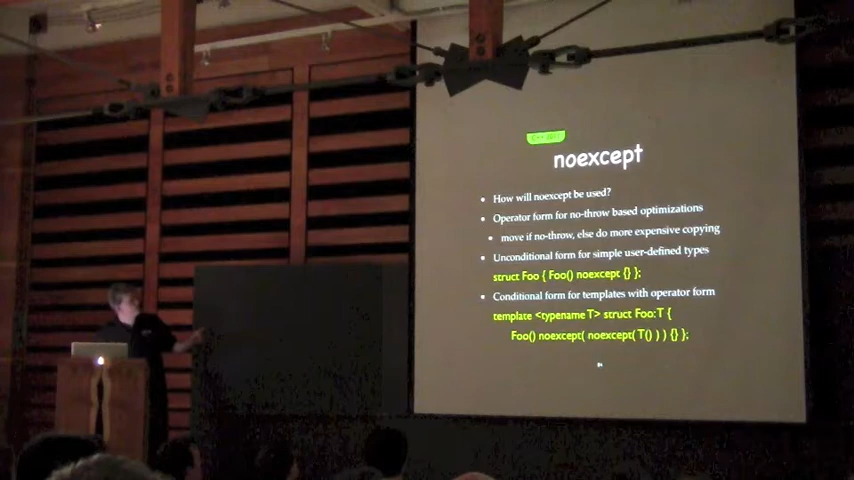 C++ 2011
noexcept
• How will noexcept be used?
• Operator form for no-throw based optimizations
• move if no-throw, else do more expensive copying
• Unconditional form for simple user-defined types
struct Foo { Foo() noexcept {} };
• Conditional form for templates with operator form
template <typename T> struct Foo:T {
Foo() noexcept( noexcept( T() ) ) {} };